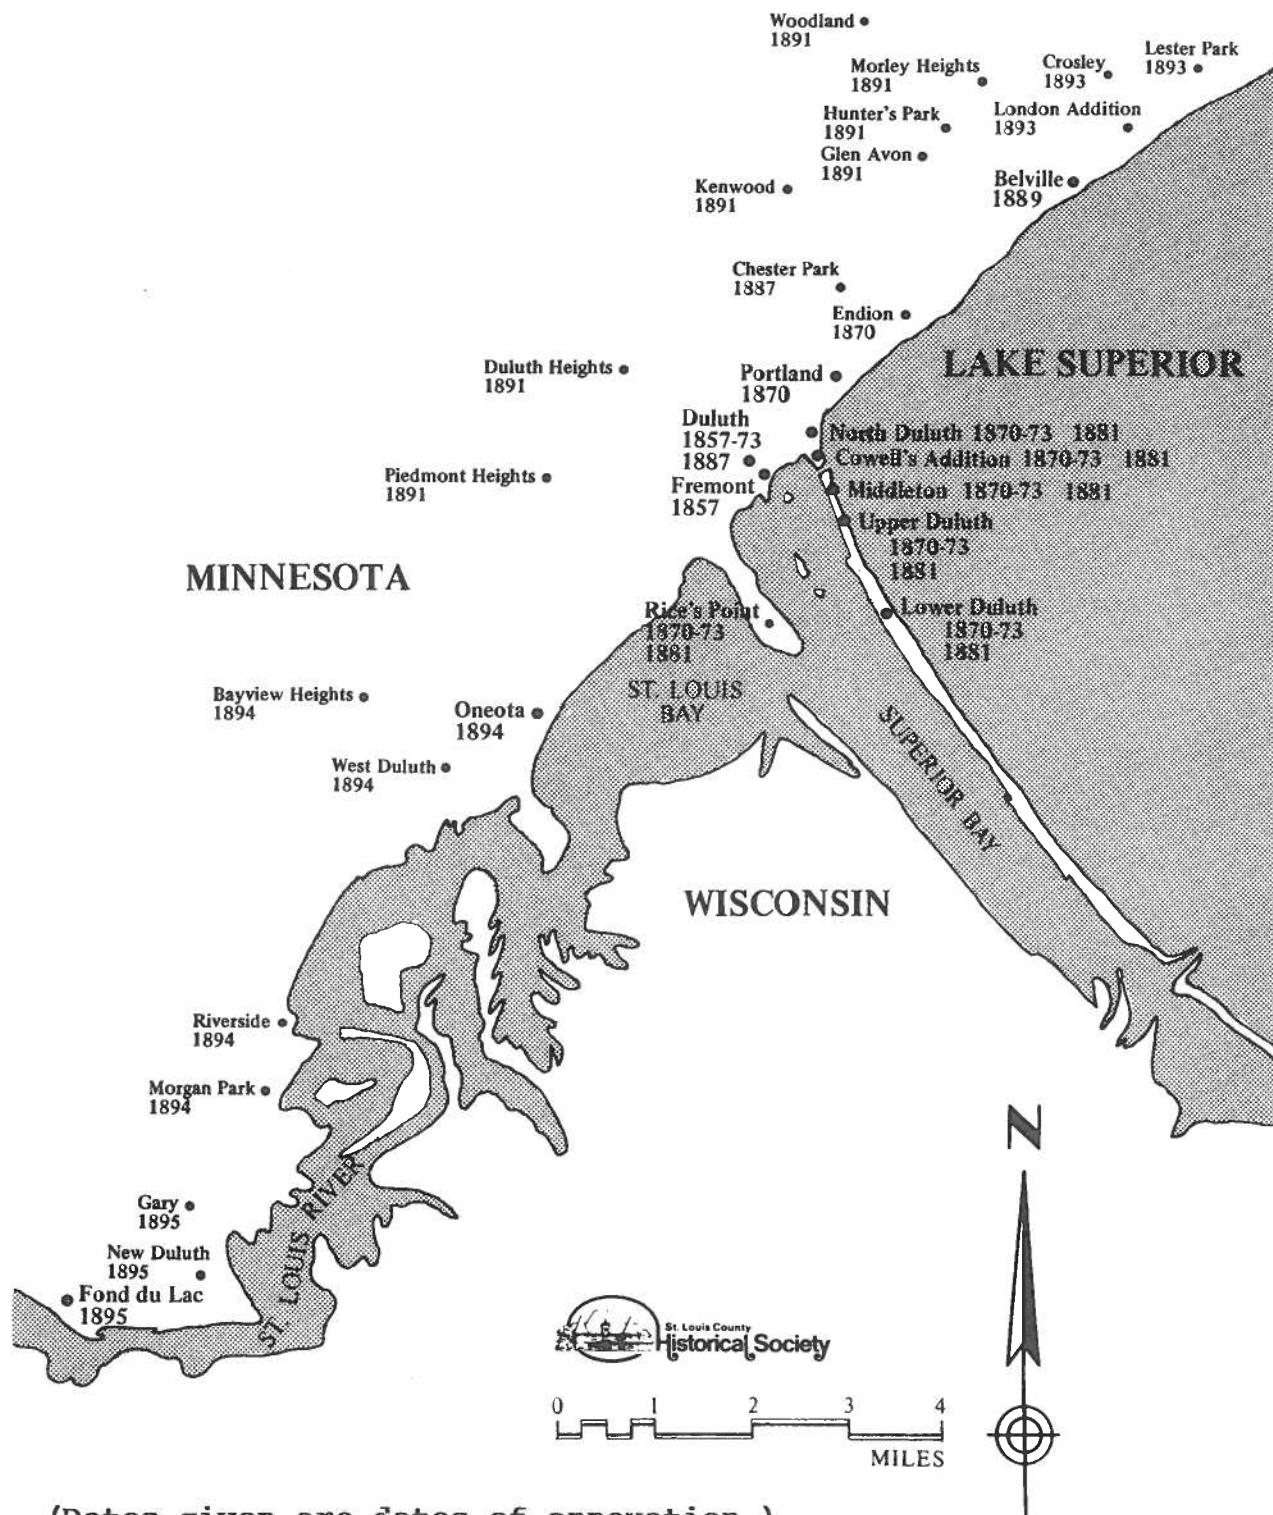 Woodland
1891
Lester Park
1893
Crosley
1893
Morley Heights
1891
Hunter's Park
1891
London Addition
1893
Glen Avon
1891
Kenwood
1891
Belville
1889
Chester Park
1887
Endion
1870
LAKE SUPERIOR
Duluth Heights
1891
Portland
1870
Duluth
1857-73
1887
North Duluth 1870-73 1881
Cowell's Addition 1870-73 1881
Fremont
1857
Middleton 1870-73 1881
Piedmont Heights
1891
Upper Duluth
1870-73
1881
MINNESOTA
Rice's Point
1870-73
1881
Lower Duluth
1870-73
1881
ST. LOUIS
BAY
Bayview Heights
1894
Oneota
1894
SUPERIOR BAY
West Duluth
1894
WISCONSIN
Riverside
1894
Morgan Park
1894
N
Gary
1895
ST. LOUIS RIVER
New Duluth
1895
Fond du Lac
1895
St. Louis County
Historical Society
0 1 2 3 4
MILES
(Dates given are dates of annexation.)